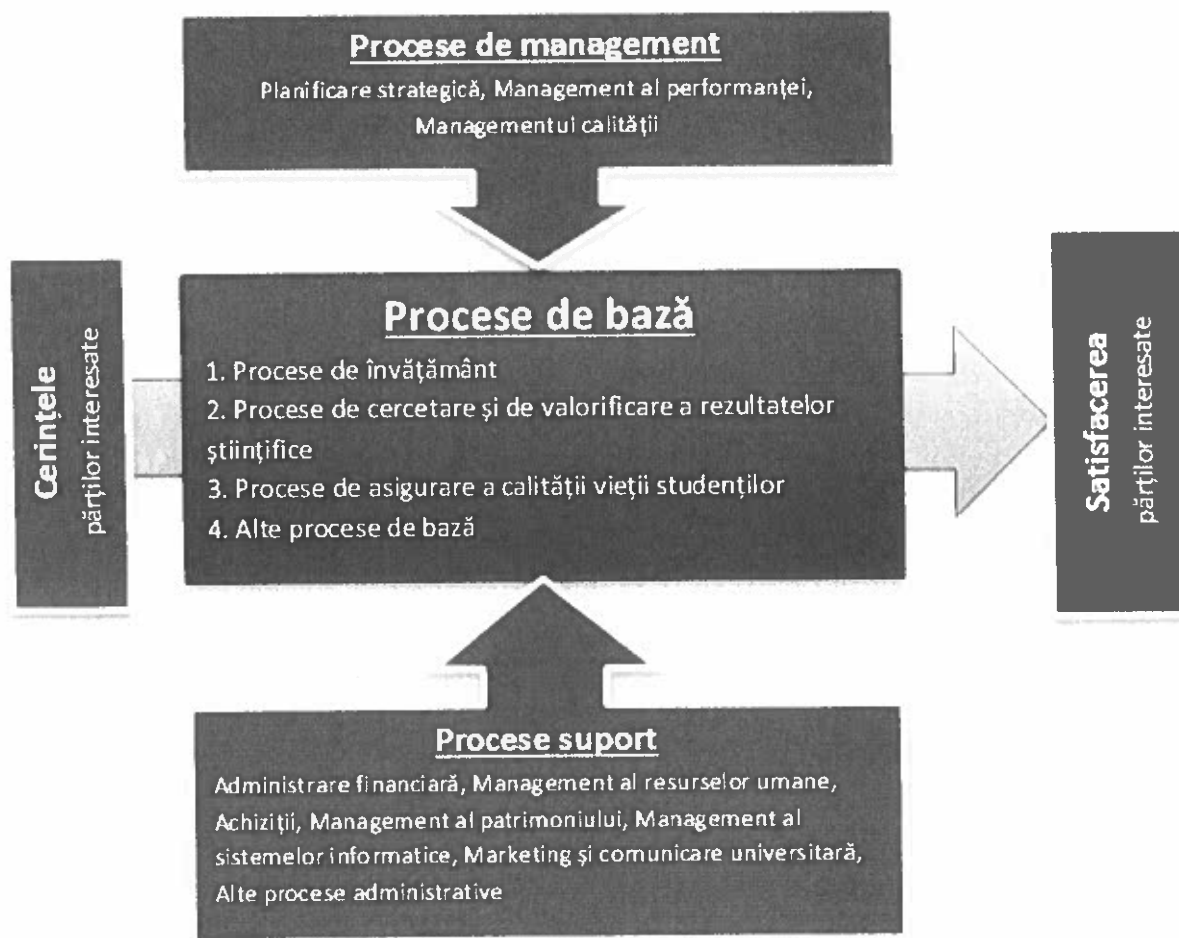 Procese de management
Planificare strategică, Management al performanței,
Managementul calității
Cerințele
părților interesate
Procese de bază
1. Procese de învățământ
2. Procese de cercetare și de valorificare a rezultatelor
științifice
3. Procese de asigurare a calității vieții studenților
4. Alte procese de bază
Satisfacerea
părților interesate
Procese suport
Administrare financiară, Management al resurselor umane,
Achiziții, Management al patrimoniului, Management al
sistemelor informatice, Marketing și comunicare universitară,
Alte procese administrative